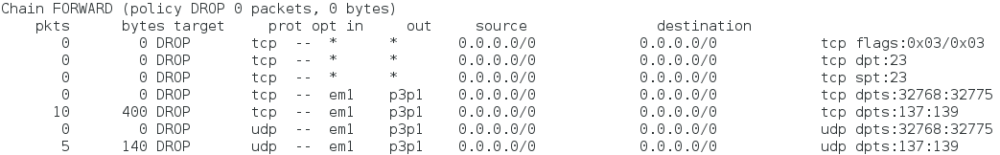 Chain FORWARD (policy DROP 0 packets, 0 bytes)
pkts bytes target prot opt in out source destination
0 0 DROP tcp -- * * 0.0.0.0/0 0.0.0.0/0 tcp flags:0x03/0x03
0 0 DROP tcp -- * * 0.0.0.0/0 0.0.0.0/0 tcp dpt:23
0 0 DROP tcp -- * * 0.0.0.0/0 0.0.0.0/0 tcp spt:23
0 0 DROP tcp -- em1 p3p1 0.0.0.0/0 0.0.0.0/0 tcp dpts:32768:32775
10 400 DROP tcp -- em1 p3p1 0.0.0.0/0 0.0.0.0/0 tcp dpts:137:139
0 0 DROP udp -- em1 p3p1 0.0.0.0/0 0.0.0.0/0 udp dpts:32768:32775
5 140 DROP udp -- em1 p3p1 0.0.0.0/0 0.0.0.0/0 udp dpts:137:139